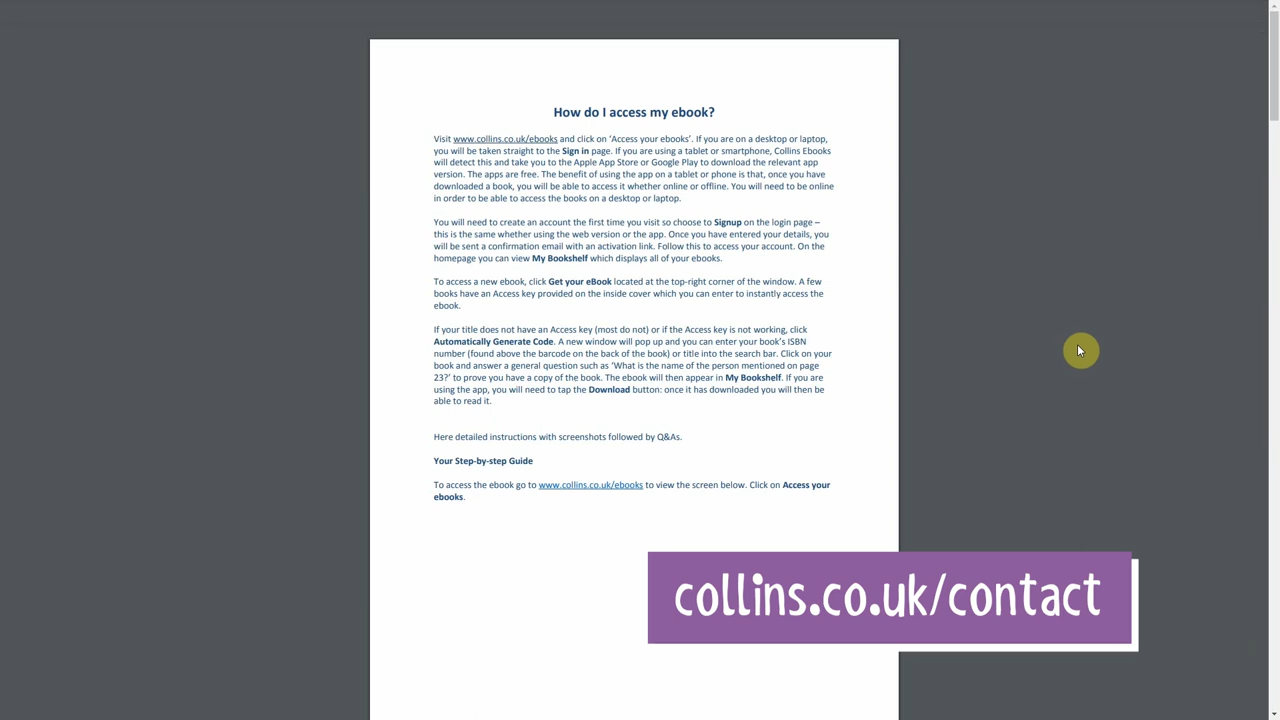 How do I access my ebook?
Visit www.collins.co.uk/ebooks and click on ‘Access your ebooks’. If you are on a desktop or laptop,
you will be taken straight to the Sign in page. If you are using a tablet or smartphone, Collins Ebooks
will detect this and take you to the Apple App Store or Google Play to download the relevant app
version. The apps are free. The benefit of using the app on a tablet or phone is that, once you have
downloaded a book, you will be able to access it whether online or offline. You will need to be online
in order to be able to access the books on a desktop or laptop.
You will need to create an account the first time you visit so choose to Signup on the login page –
this is the same whether using the web version or the app. Once you have entered your details, you
will be sent a confirmation email with an activation link. Follow this to access your account. On the
homepage you can view My Bookshelf which displays all of your ebooks.
To access a new ebook, click Get your eBook located at the top-right corner of the window. A few
books have an Access key provided on the inside cover which you can enter to instantly access the
ebook.
If your title does not have an Access key (most do not) or if the Access key is not working, click
Automatically Generate Code. A new window will pop up and you can enter your book’s ISBN
number (found above the barcode on the back of the book) or title into the search bar. Click on your
book and answer a general question such as ‘What is the name of the person mentioned on page
23?’ to prove you have a copy of the book. The ebook will then appear in My Bookshelf. If you are
using the app, you will need to tap the Download button: once it has downloaded you will then be
able to read it.
Here detailed instructions with screenshots followed by Q&As.
Your Step-by-step Guide
To access the ebook go to www.collins.co.uk/ebooks to view the screen below. Click on Access your
ebooks.
collins.co.uk/contact